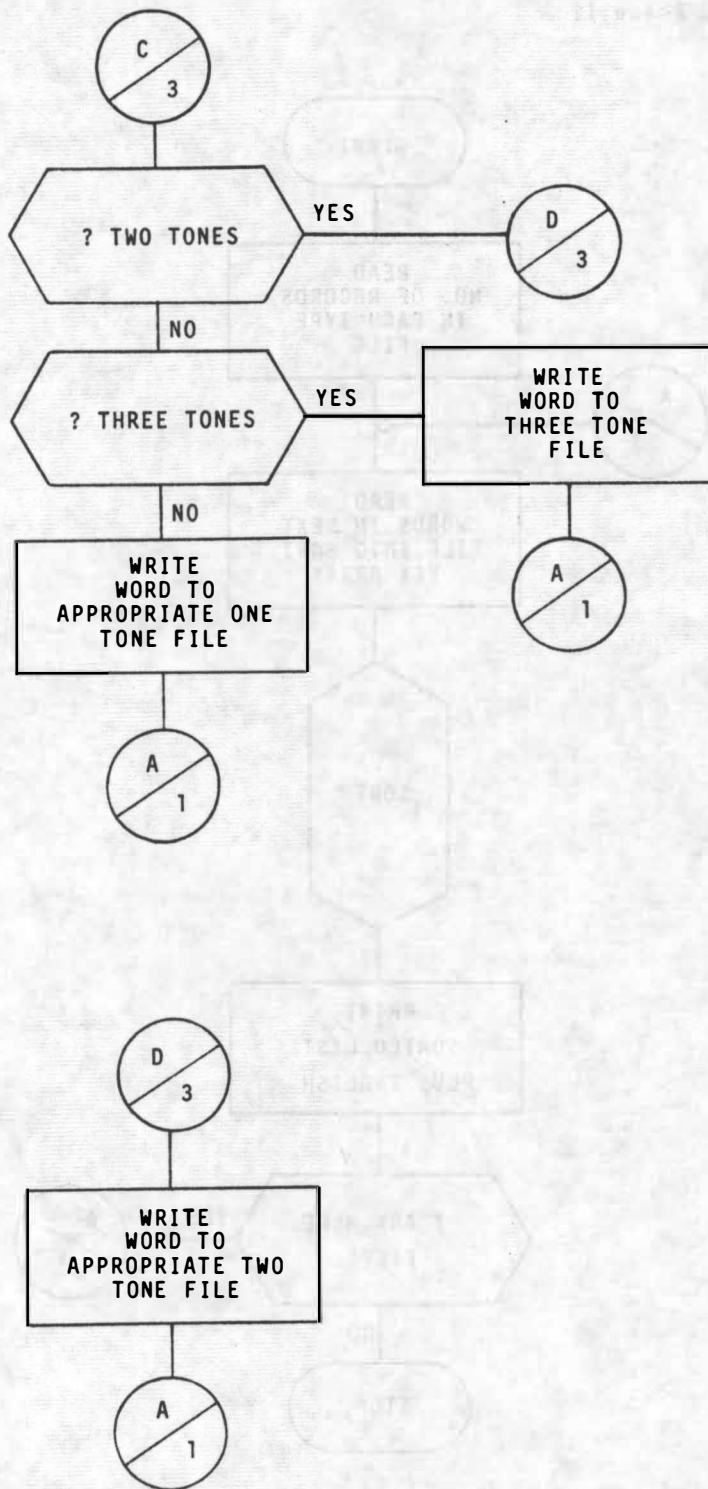 C
3
? TWO TONES
YES
D
3
NO
? THREE TONES
YES
WRITE
WORD TO
THREE TONE
FILE
NO
WRITE
WORD TO
APPROPRIATE ONE
TONE FILE
A
1
A
1
D
3
WRITE
WORD TO
APPROPRIATE TWO
TONE FILE
A
1